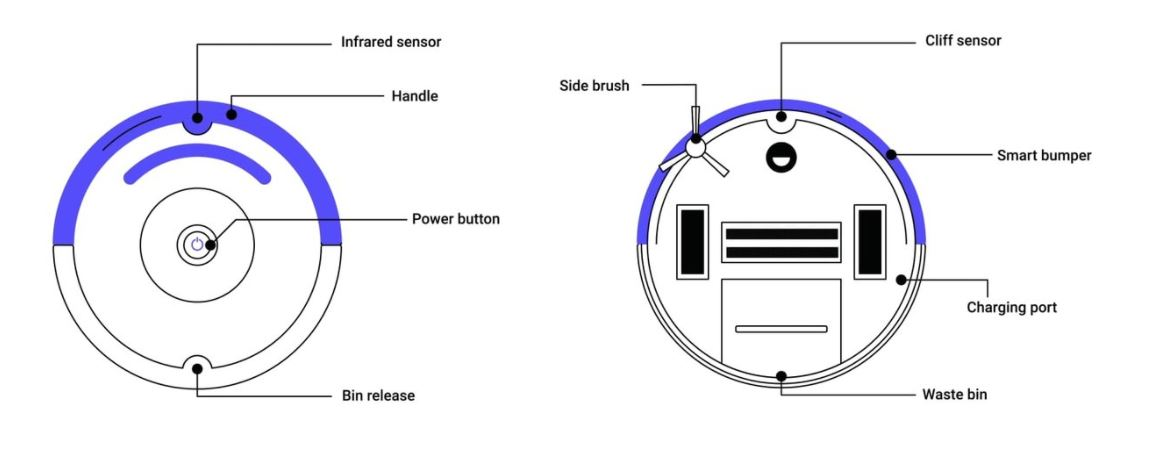 Infrared sensor
Handle
Power button
Bin release
Cliff sensor
Side brush
Smart bumper
Charging port
Waste bin